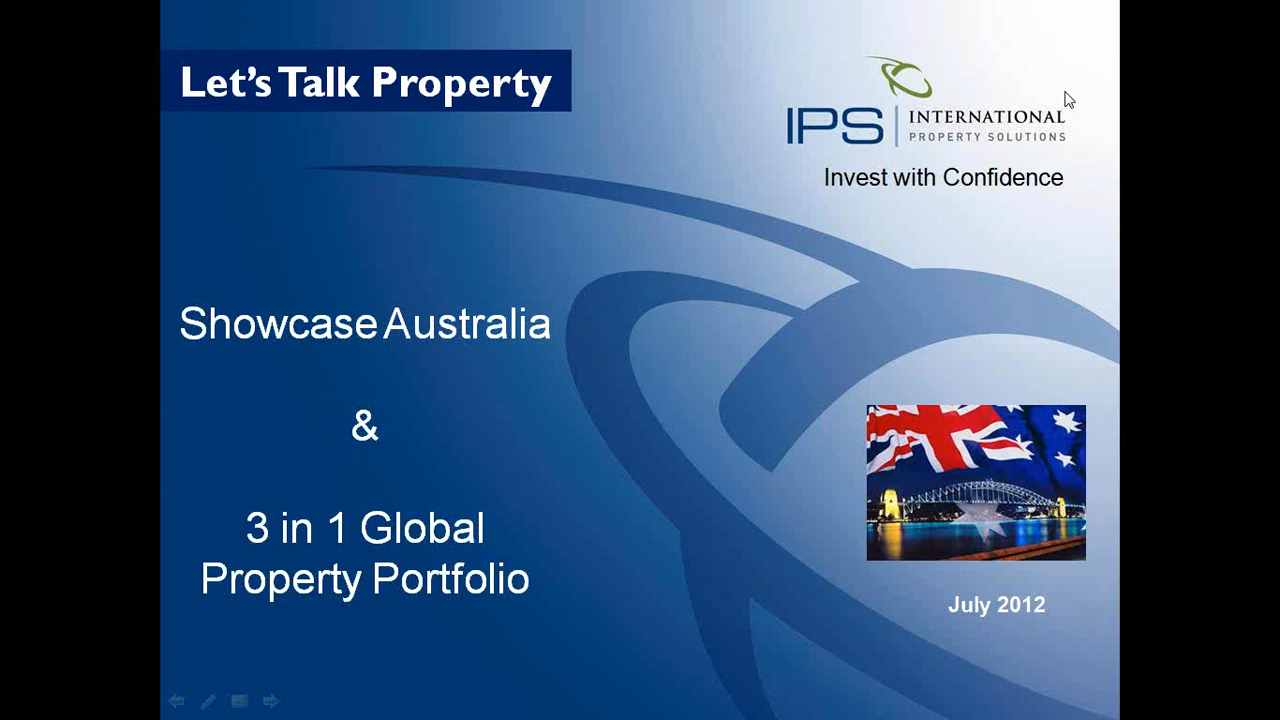 Let's Talk Property
IPS INTERNATIONAL
PROPERTY SOLUTIONS
Invest with Confidence
Showcase Australia
&
3 in 1 Global
Property Portfolio
July 2012